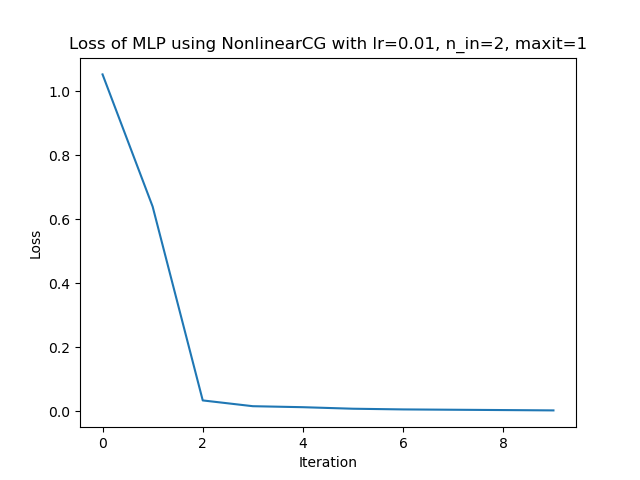 Loss of MLP using NonlinearCG with lr=0.01, n_in=2, maxit=1
1.0
0.8
0.6
0.4
0.2
0.0
Loss
0 2 4 6 8
Iteration